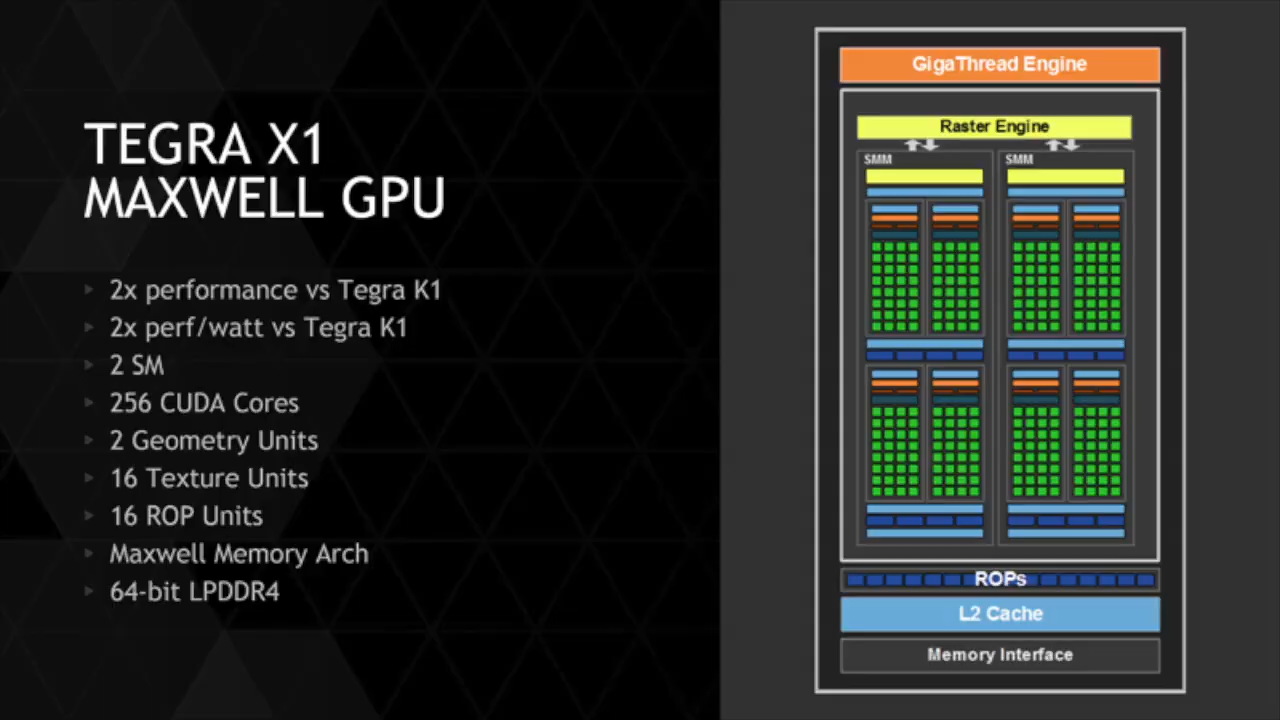 TEGRA X1
MAXWELL GPU
2x performance vs Tegra K1
2x perf/watt vs Tegra K1
2 SM
256 CUDA Cores
2 Geometry Units
16 Texture Units
16 ROP Units
Maxwell Memory Arch
64-bit LPDDR4
GigaThread Engine
Raster Engine
SMM
SMM
ROPs
L2 Cache
Memory Interface